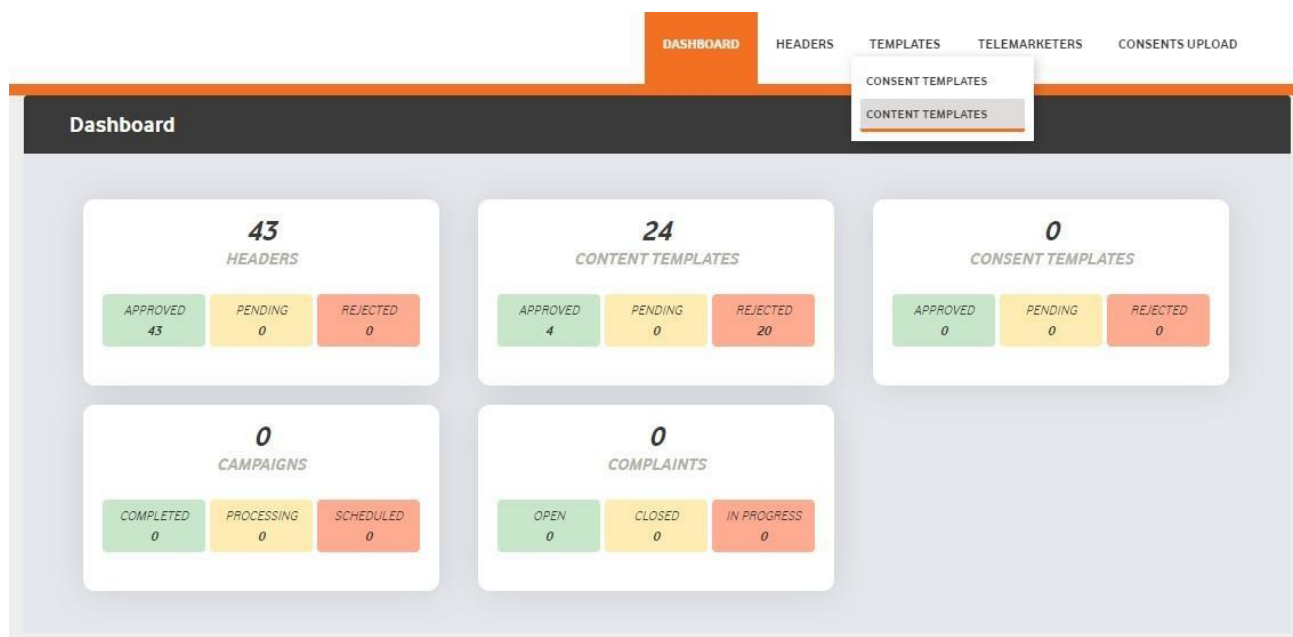 DASHBOARD HEADERS TEMPLATES TELEMARKETERS CONSENTS UPLOAD
CONSENT TEMPLATES
CONTENT TEMPLATES
Dashboard
43
HEADERS
APPROVED PENDING REJECTED
43 0 0
24
CONTENT TEMPLATES
APPROVED PENDING REJECTED
4 0 20
0
CONSENT TEMPLATES
APPROVED PENDING REJECTED
0 0 0
0
CAMPAIGNS
COMPLETED PROCESSING SCHEDULED
0 0 0
0
COMPLAINTS
OPEN CLOSED IN PROGRESS
0 0 0